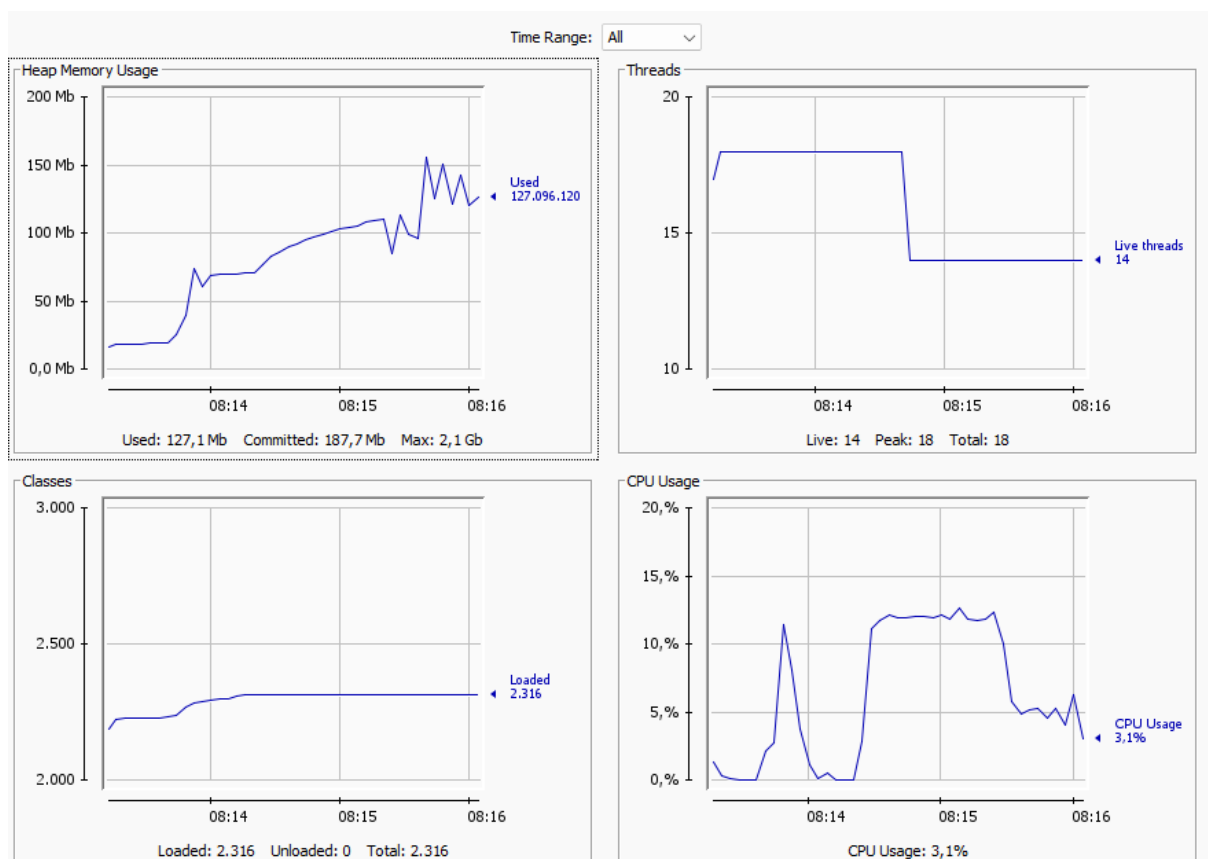 Time Range: All
Heap Memory Usage
200 Mb
150 Mb
100 Mb
50 Mb
0,0 Mb
08:14 08:15 08:16
Used
127.096.120
Used: 127,1 Mb Committed: 187,7 Mb Max: 2,1 Gb
Threads
20
15
10
08:14 08:15 08:16
Live threads
14
Live: 14 Peak: 18 Total: 18
Classes
3.000
2.500
2.000
08:14 08:15 08:16
Loaded
2.316
Loaded: 2.316 Unloaded: 0 Total: 2.316
CPU Usage
20,%
15,%
10,%
5,%
0,%
08:14 08:15 08:16
CPU Usage
3,1%
CPU Usage: 3,1%